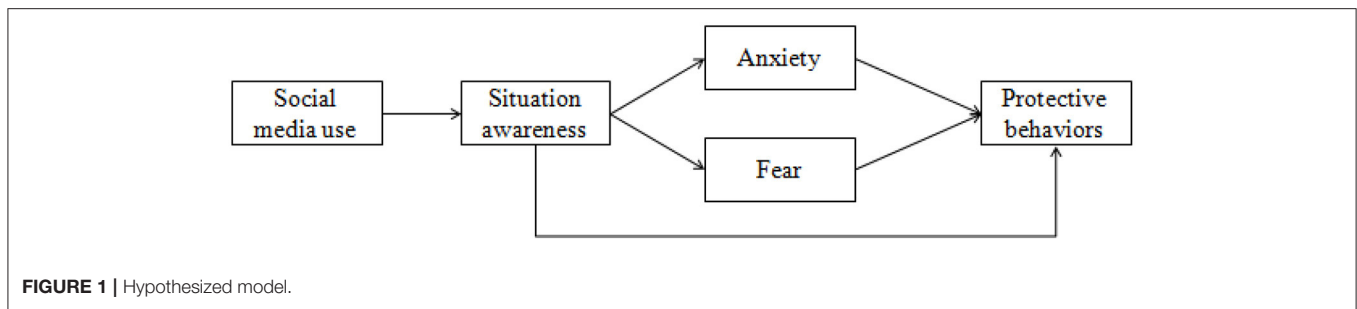 Social
media use
Situation
awareness
Anxiety
Fear
Protective
behaviors
FIGURE 1 | Hypothesized model.